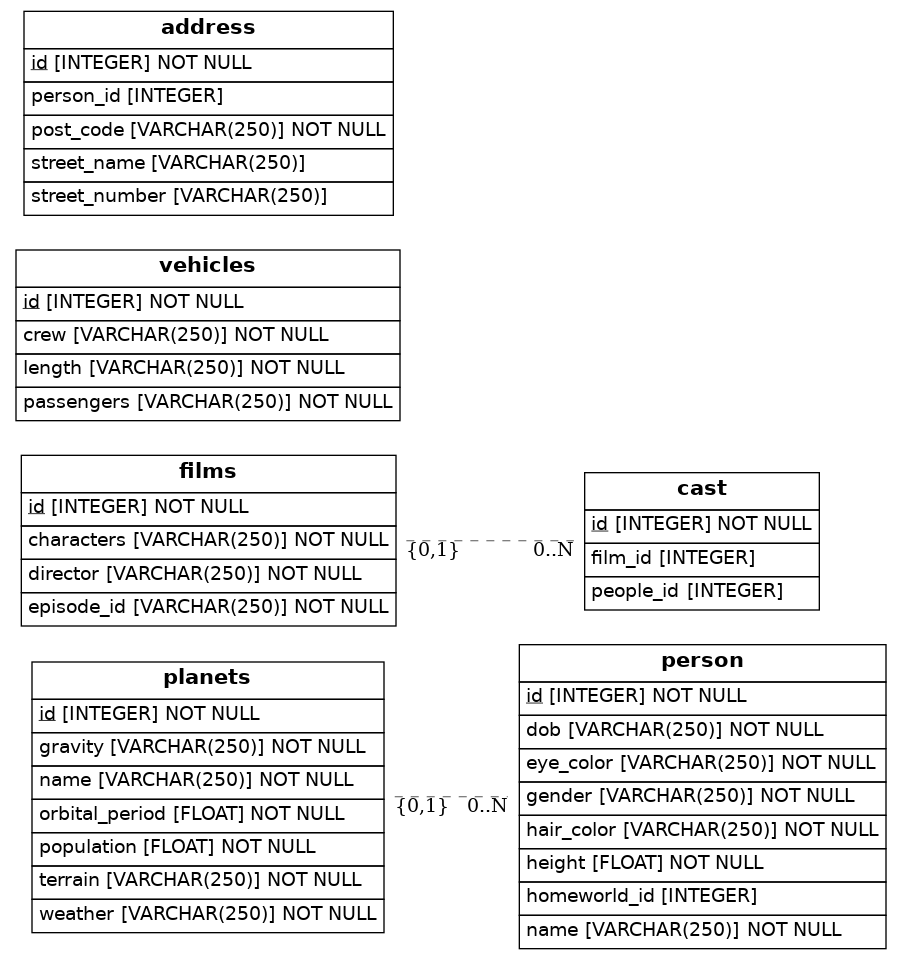 address
id [INTEGER] NOT NULL
person_id [INTEGER]
post_code [VARCHAR(250)] NOT NULL
street_name [VARCHAR(250)]
street_number [VARCHAR(250)]
vehicles
id [INTEGER] NOT NULL
crew [VARCHAR(250)] NOT NULL
length [VARCHAR(250)] NOT NULL
passengers [VARCHAR(250)] NOT NULL
films
id [INTEGER] NOT NULL
characters [VARCHAR(250)] NOT NULL
director [VARCHAR(250)] NOT NULL
episode_id [VARCHAR(250)] NOT NULL
{0,1}
0..N
cast
id [INTEGER] NOT NULL
film_id [INTEGER]
people_id [INTEGER]
planets
id [INTEGER] NOT NULL
gravity [VARCHAR(250)] NOT NULL
name [VARCHAR(250)] NOT NULL
orbital_period [FLOAT] NOT NULL
population [FLOAT] NOT NULL
terrain [VARCHAR(250)] NOT NULL
weather [VARCHAR(250)] NOT NULL
{0,1}
0..N
person
id [INTEGER] NOT NULL
dob [VARCHAR(250)] NOT NULL
eye_color [VARCHAR(250)] NOT NULL
gender [VARCHAR(250)] NOT NULL
hair_color [VARCHAR(250)] NOT NULL
height [FLOAT] NOT NULL
homeworld_id [INTEGER]
name [VARCHAR(250)] NOT NULL